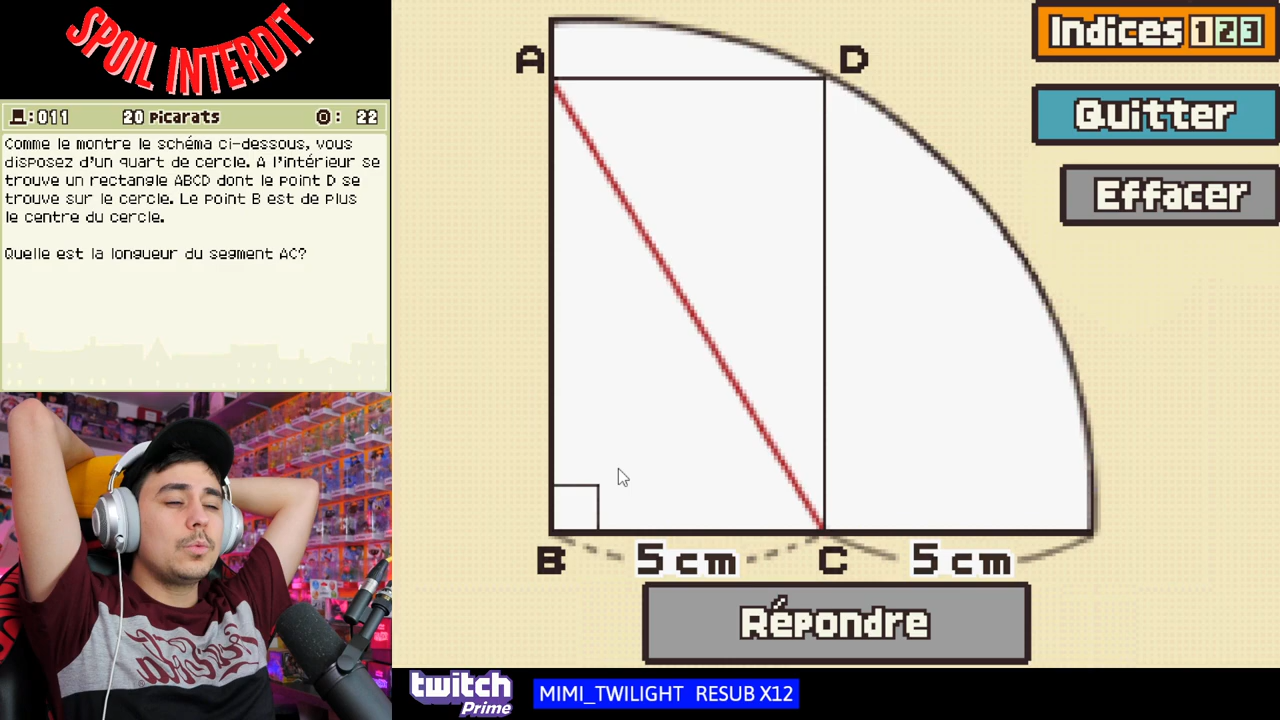 SPOIL INTERDIT
:011 20 picarats : 22
Comme le montre le schéma ci-dessous, vous
disposez d'un quart de cercle. A l'intérieur se
trouve un rectangle ABCD dont le point D se
trouve sur le cercle. Le point B est de plus
le centre du cercle.
Quelle est la longueur du segment AC?
A
D
B
5 cm
C
5 cm
Indices 1 2 3
Quitter
Effacer
Répondre
twitch
Prime
MIMI_TWILIGHT RESUB X12